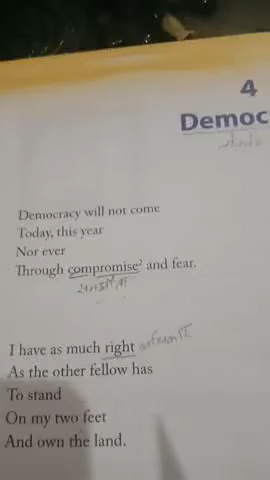 4
Democ
Democracy will not come
Today, this year
Nor ever
Through compromise² and fear.
I have as much right
As the other fellow has
To stand
On my two feet
And own the land.